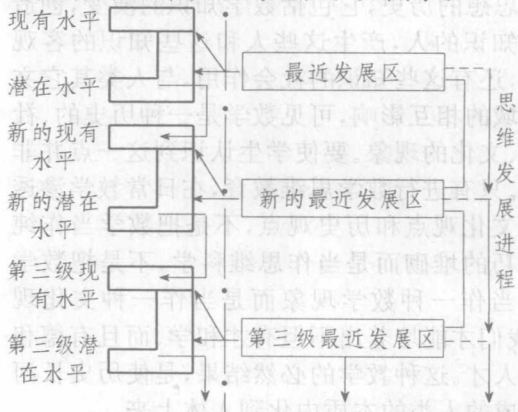 现有水平
最近发展区
潜在水平
新的现有
水平
新的最近发展区
新的潜在
水平
第三级现
有水平
第三级最近发展区
第三级潜
在水平
思维发展进程